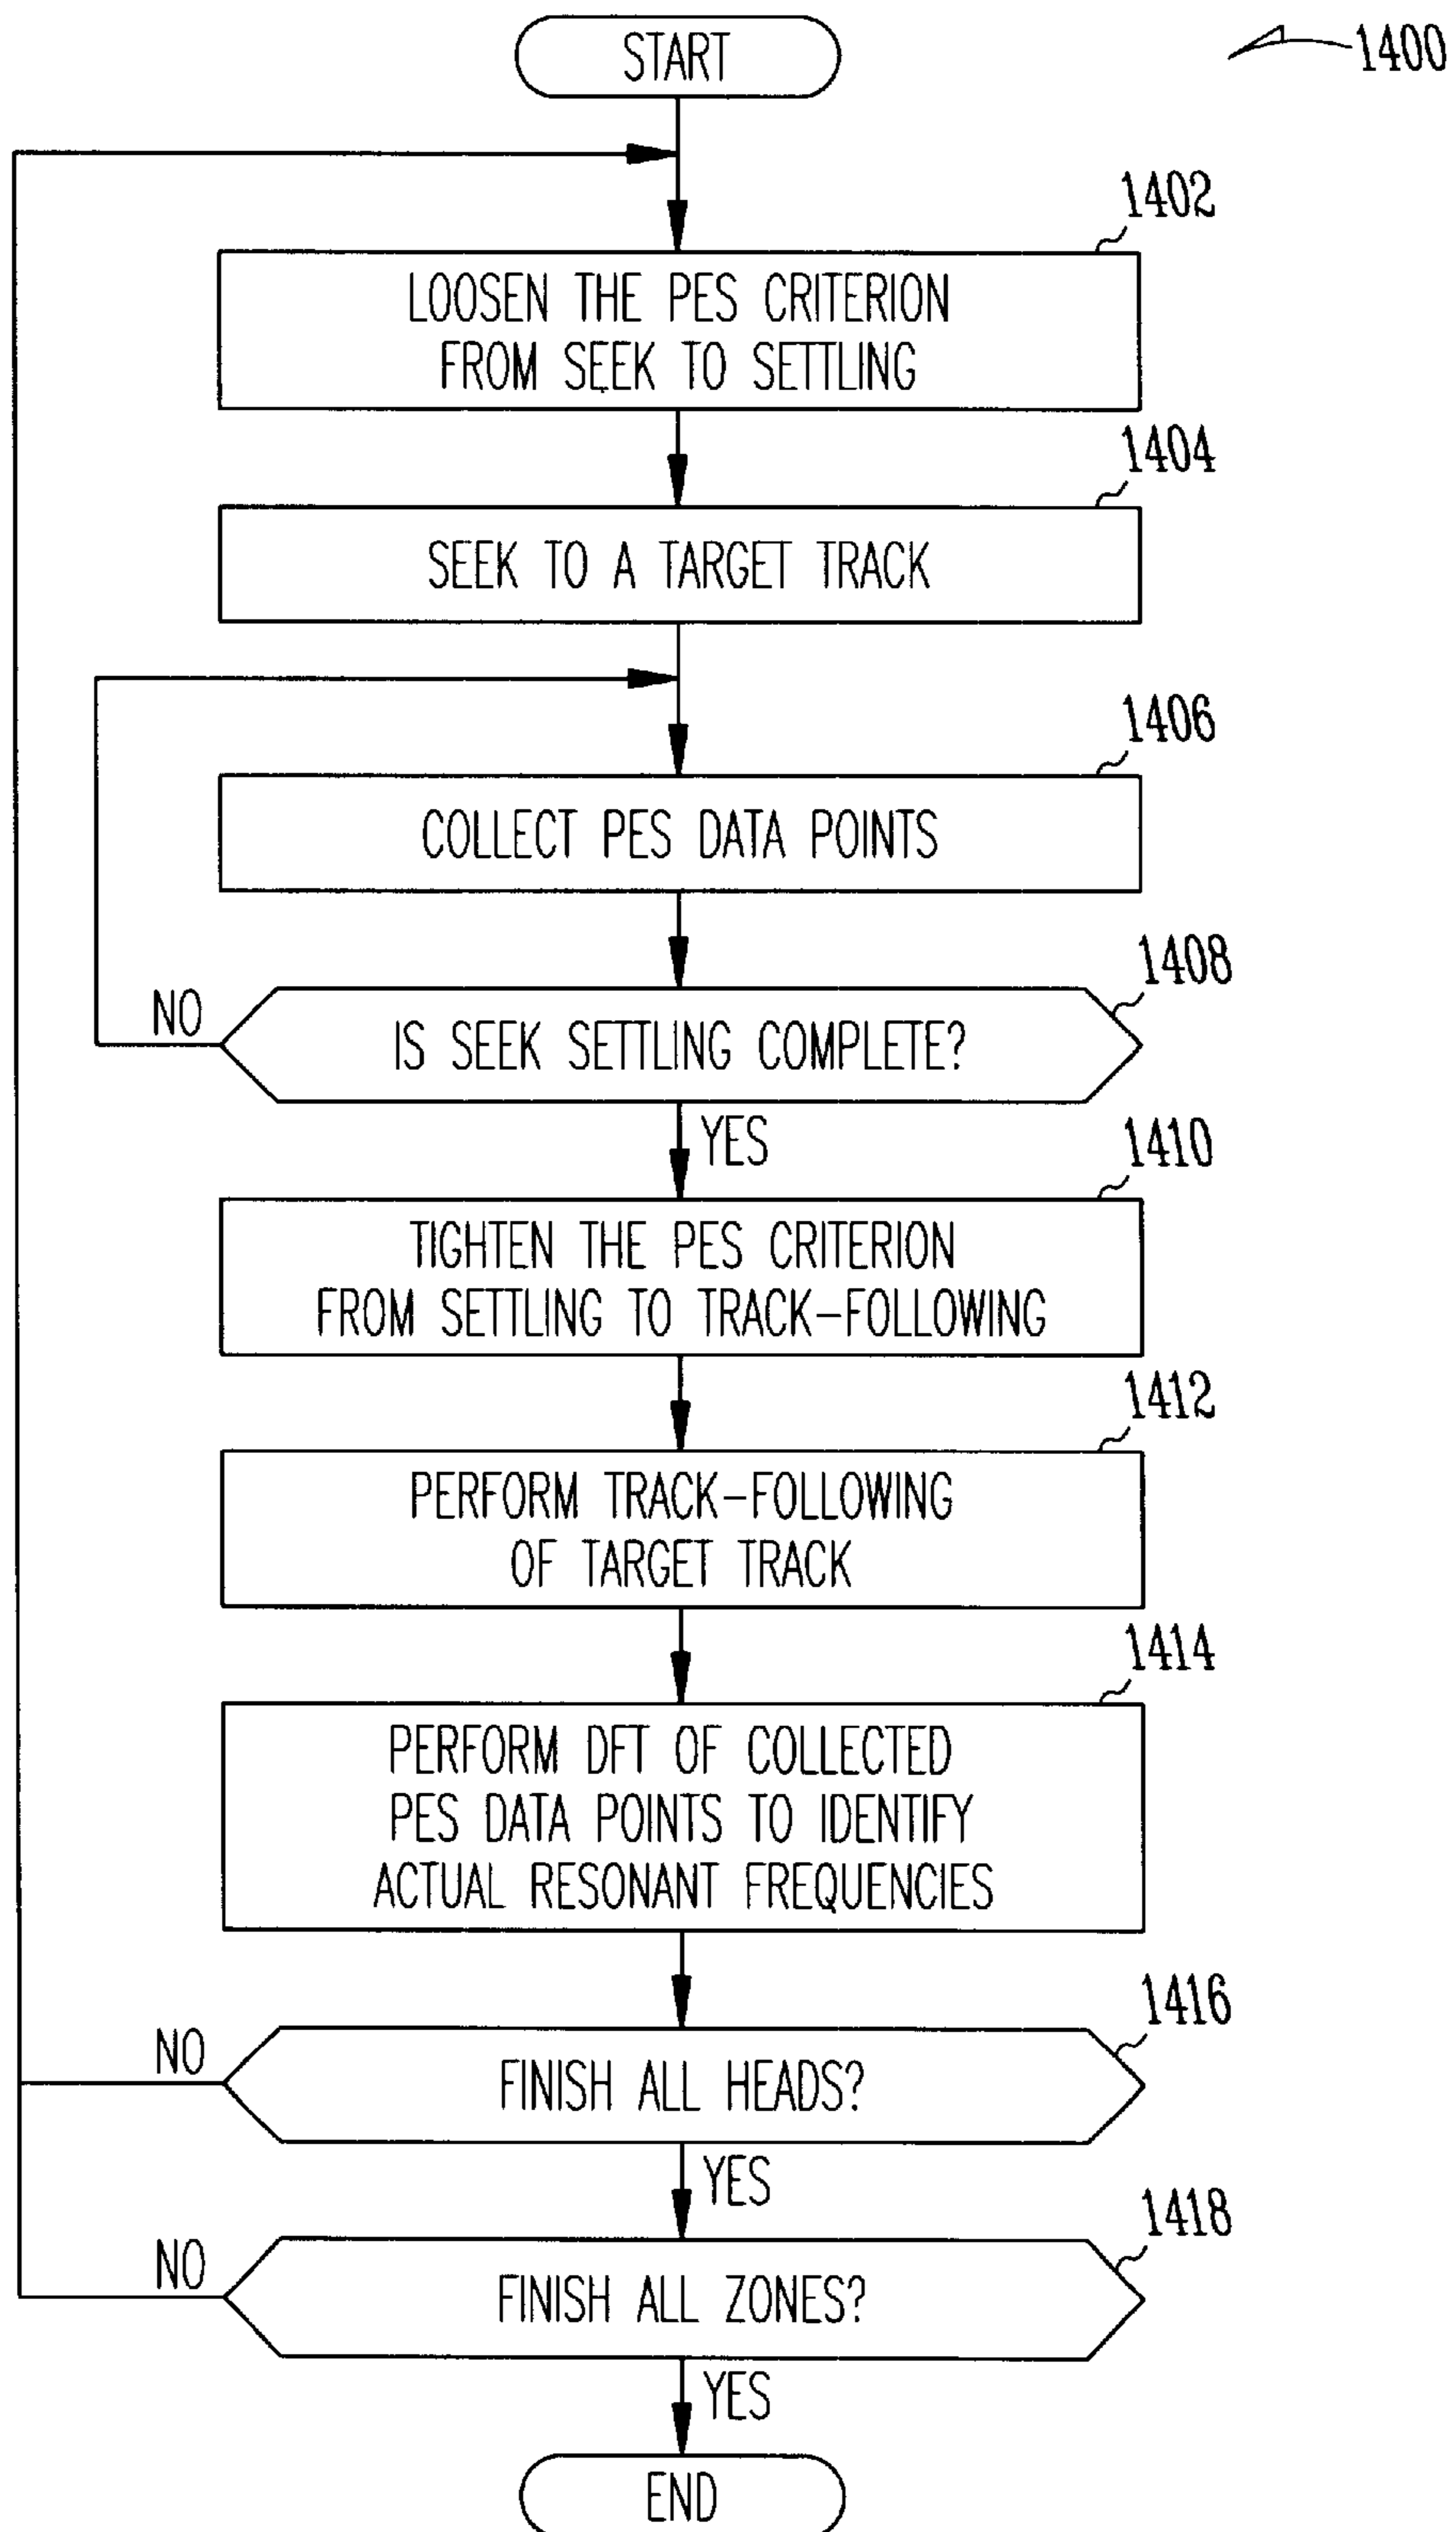 START
1400
1402
LOOSEN THE PES CRITERION
FROM SEEK TO SETTLING
1404
SEEK TO A TARGET TRACK
1406
COLLECT PES DATA POINTS
1408
NO
IS SEEK SETTLING COMPLETE?
YES
1410
TIGHTEN THE PES CRITERION
FROM SETTLING TO TRACK-FOLLOWING
1412
PERFORM TRACK-FOLLOWING
OF TARGET TRACK
1414
PERFORM DFT OF COLLECTED
PES DATA POINTS TO IDENTIFY
ACTUAL RESONANT FREQUENCIES
1416
NO
FINISH ALL HEADS?
YES
1418
NO
FINISH ALL ZONES?
YES
END